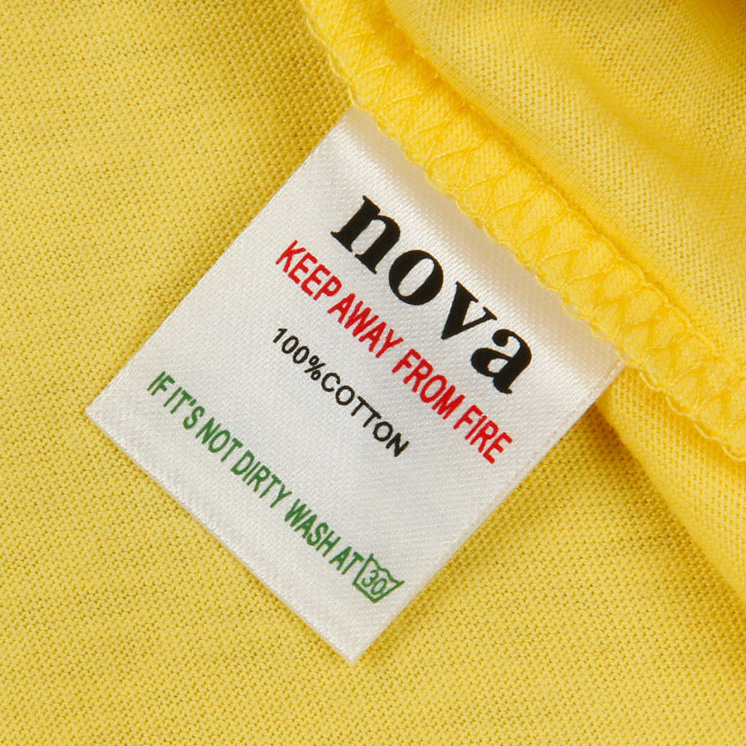 nova
KEEP AWAY FROM FIRE
100%COTTON
IF IT'S NOT DIRTY WASH AT 30